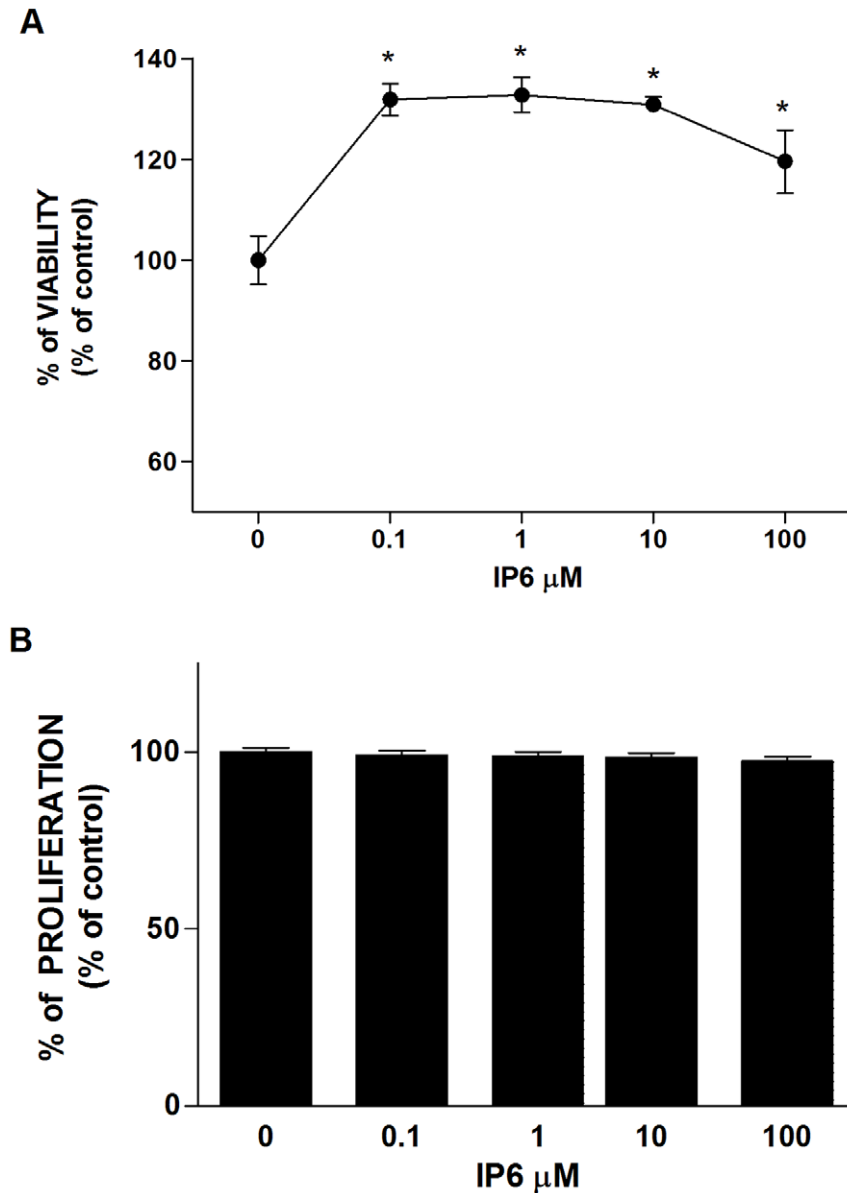 A
% of VIABILITY
(% of control)
140
120
100
80
60
* * * *
0 0.1 1 10 100
IP6 μM
B
% of PROLIFERATION
(% of control)
100
50
0
0 0.1 1 10 100
IP6 μM